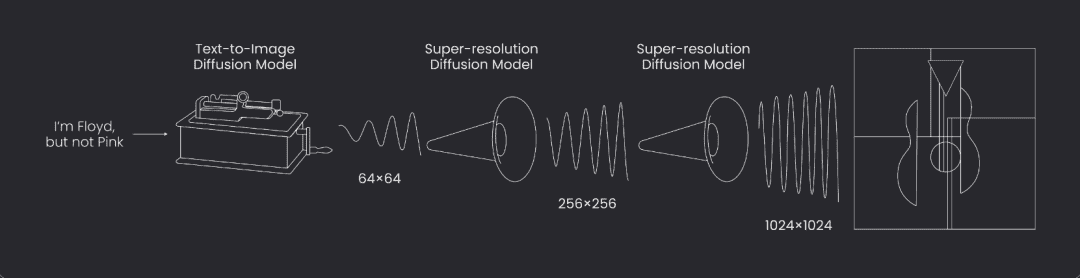 Text-to-Image
Diffusion Model
Super-resolution
Diffusion Model
Super-resolution
Diffusion Model
I'm Floyd,
but not Pink
64×64
256×256
1024×1024